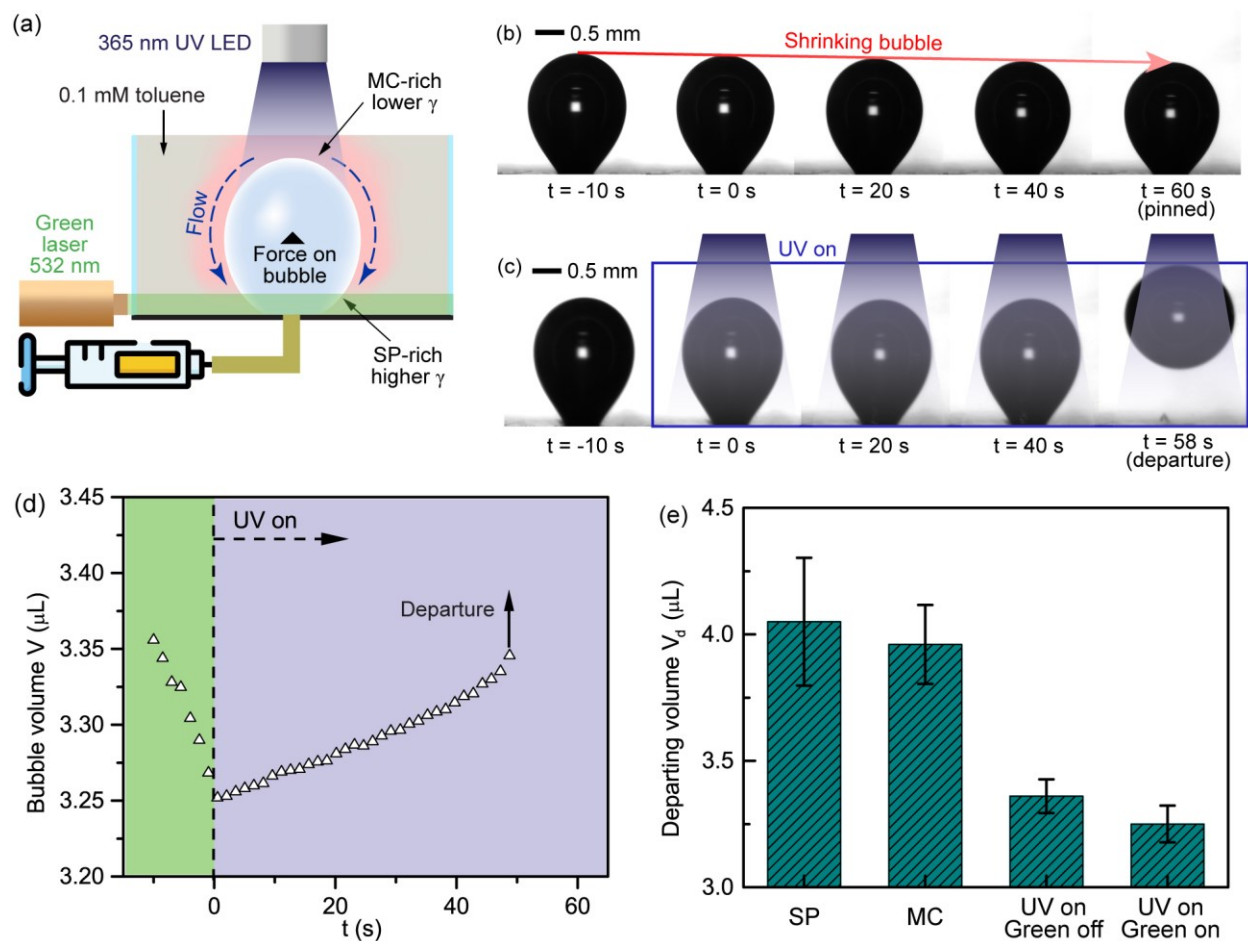 (a)
365 nm UV LED
MC-rich
lower γ
0.1 mM toluene
Flow
Green
laser
532 nm
Force on
bubble
SP-rich
higher γ
(b)
0.5 mm
Shrinking bubble
t = -10 s
t = 0 s
t = 20 s
t = 40 s
t = 60 s
(pinned)
(c)
0.5 mm
UV on
t = -10 s
t = 0 s
t = 20 s
t = 40 s
t = 58 s
(departure)
(d)
3.45
3.40
3.35
3.30
3.25
3.20
Bubble volume V (μL)
UV on
Departure
0
20
40
60
t (s)
(e)
4.5
4.0
3.5
3.0
Departing volume Vd (μL)
SP
MC
UV on
Green off
UV on
Green on